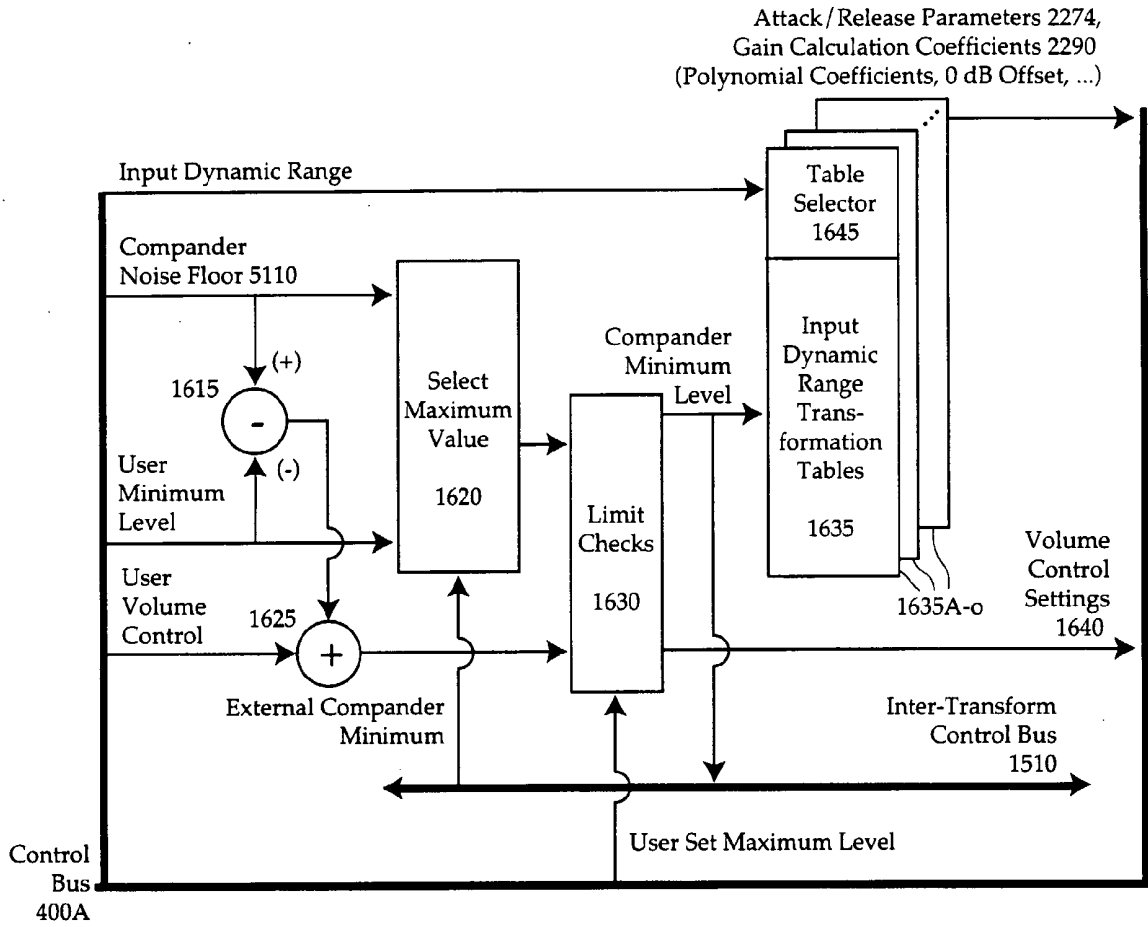 Attack/Release Parameters 2274,
Gain Calculation Coefficients 2290
(Polynomial Coefficients, 0 dB Offset, ...)
Input Dynamic Range
Table
Selector
1645
Compander
Noise Floor 5110
1615
(+)
-
(-)
Select
Maximum
Value
1620
Compander
Minimum
Level
Input
Dynamic
Range
Trans-
formation
Tables
1635
User
Minimum
Level
Limit
Checks
1630
1635A-o
Volume
Control
Settings
1640
User
Volume
Control
1625
+
External Compander
Minimum
Inter-Transform
Control Bus
1510
User Set Maximum Level
Control
Bus
400A